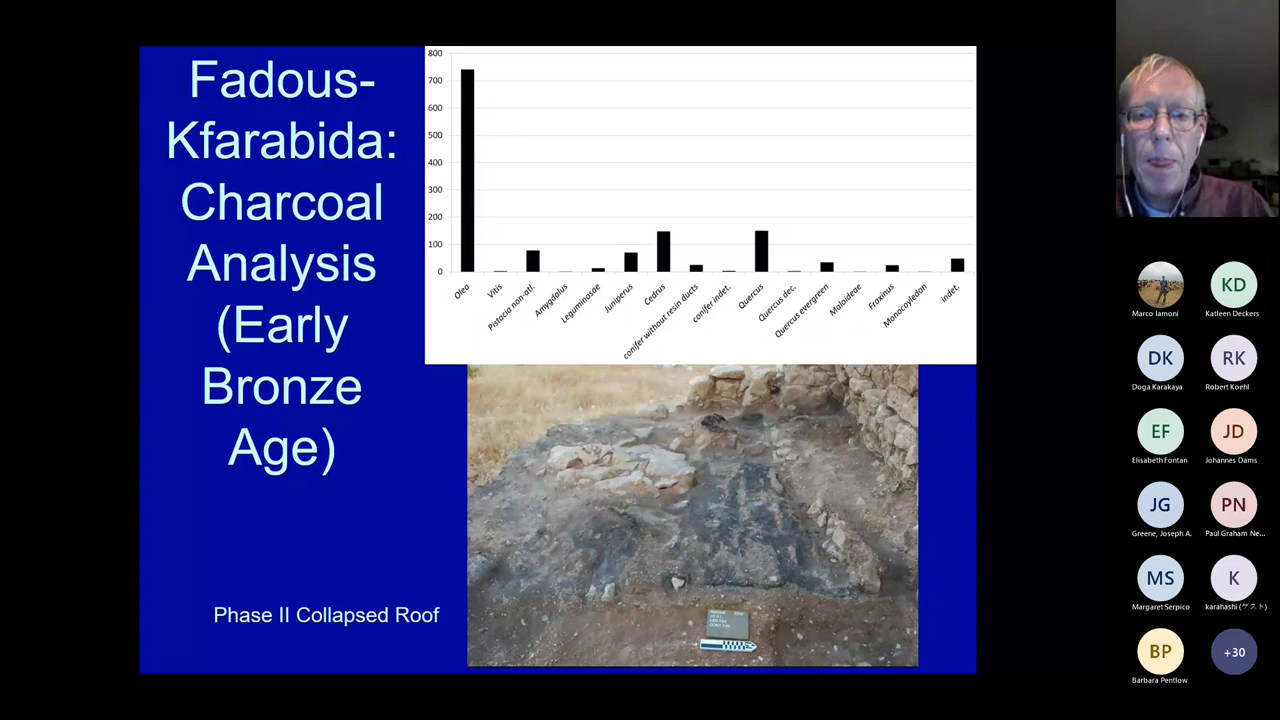 Fadous-
Kfarabida:
Charcoal
Analysis
(Early
Bronze
Age)
Phase II Collapsed Roof
800
700
600
500
400
300
200
100
0
Olea
Vitis
Pistacia non-atl.
Amygdalus
Leguminosae
Juniperus
Cedrus
conifer without resin ducts
conifer indet.
Quercus
Quercus dec.
Quercus evergreen
Maloideae
Fraxinus
Monocotyledon
indet.
Marco Iamoni
KD
Katleen Deckers
DK
Doga Karakaya
RK
Robert Koehl
EF
Elisabeth Fontan
JD
Johannes Dams
JG
Greene, Joseph A.
PN
Paul Graham Ne...
MS
Margaret Serpico
K
karahashi (ゲスト)
BP
Barbara Pentlow
+30